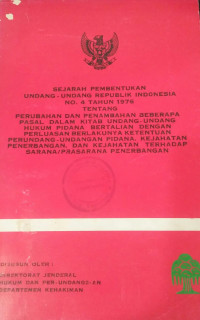 SEJARAH PEMBENTUKAN
UNDANG-UNDANG REPUBLIK INDONESIA
NO. 4 TAHUN 1976
TENTANG
PERUBAHAN DAN PENAMBAHAN BEBERAPA
PASAL DALAM KITAB UNDANG-UNDANG
HUKUM PIDANA BERTALIAN DENGAN
PERLUASAN BERLAKUNYA KETENTUAN
PERUNDANG-UNDANGAN PIDANA, KEJAHATAN
PENERBANGAN, DAN KEJAHATAN TERHADAP
SARANA/PRASARANA PENERBANGAN
DISUSUN OLEH :
DIREKTORAT JENDERAL
HUKUM DAN PER-UNDANG2-AN
DEPARTEMEN KEHAKIMAN